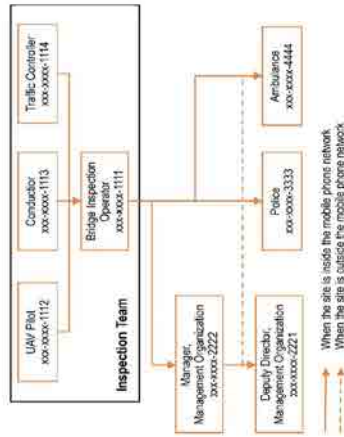 UAV Pilot
xxx-xxxx-1112
Conductor
xxx-xxxx-1113
Traffic Controller
xxx-xxxx-1114
Bridge Inspection
Operator
xxx-xxxx-1111
Inspection Team
Manager,
Management Organization
xxx-xxxx-2222
Deputy Director,
Management Organization
xxx-xxxx-2221
Police
xxx-xxxx-3333
Ambulance
xxx-xxxx-4444
When the site is inside the mobile phone network
When the site is outside the mobile phone network